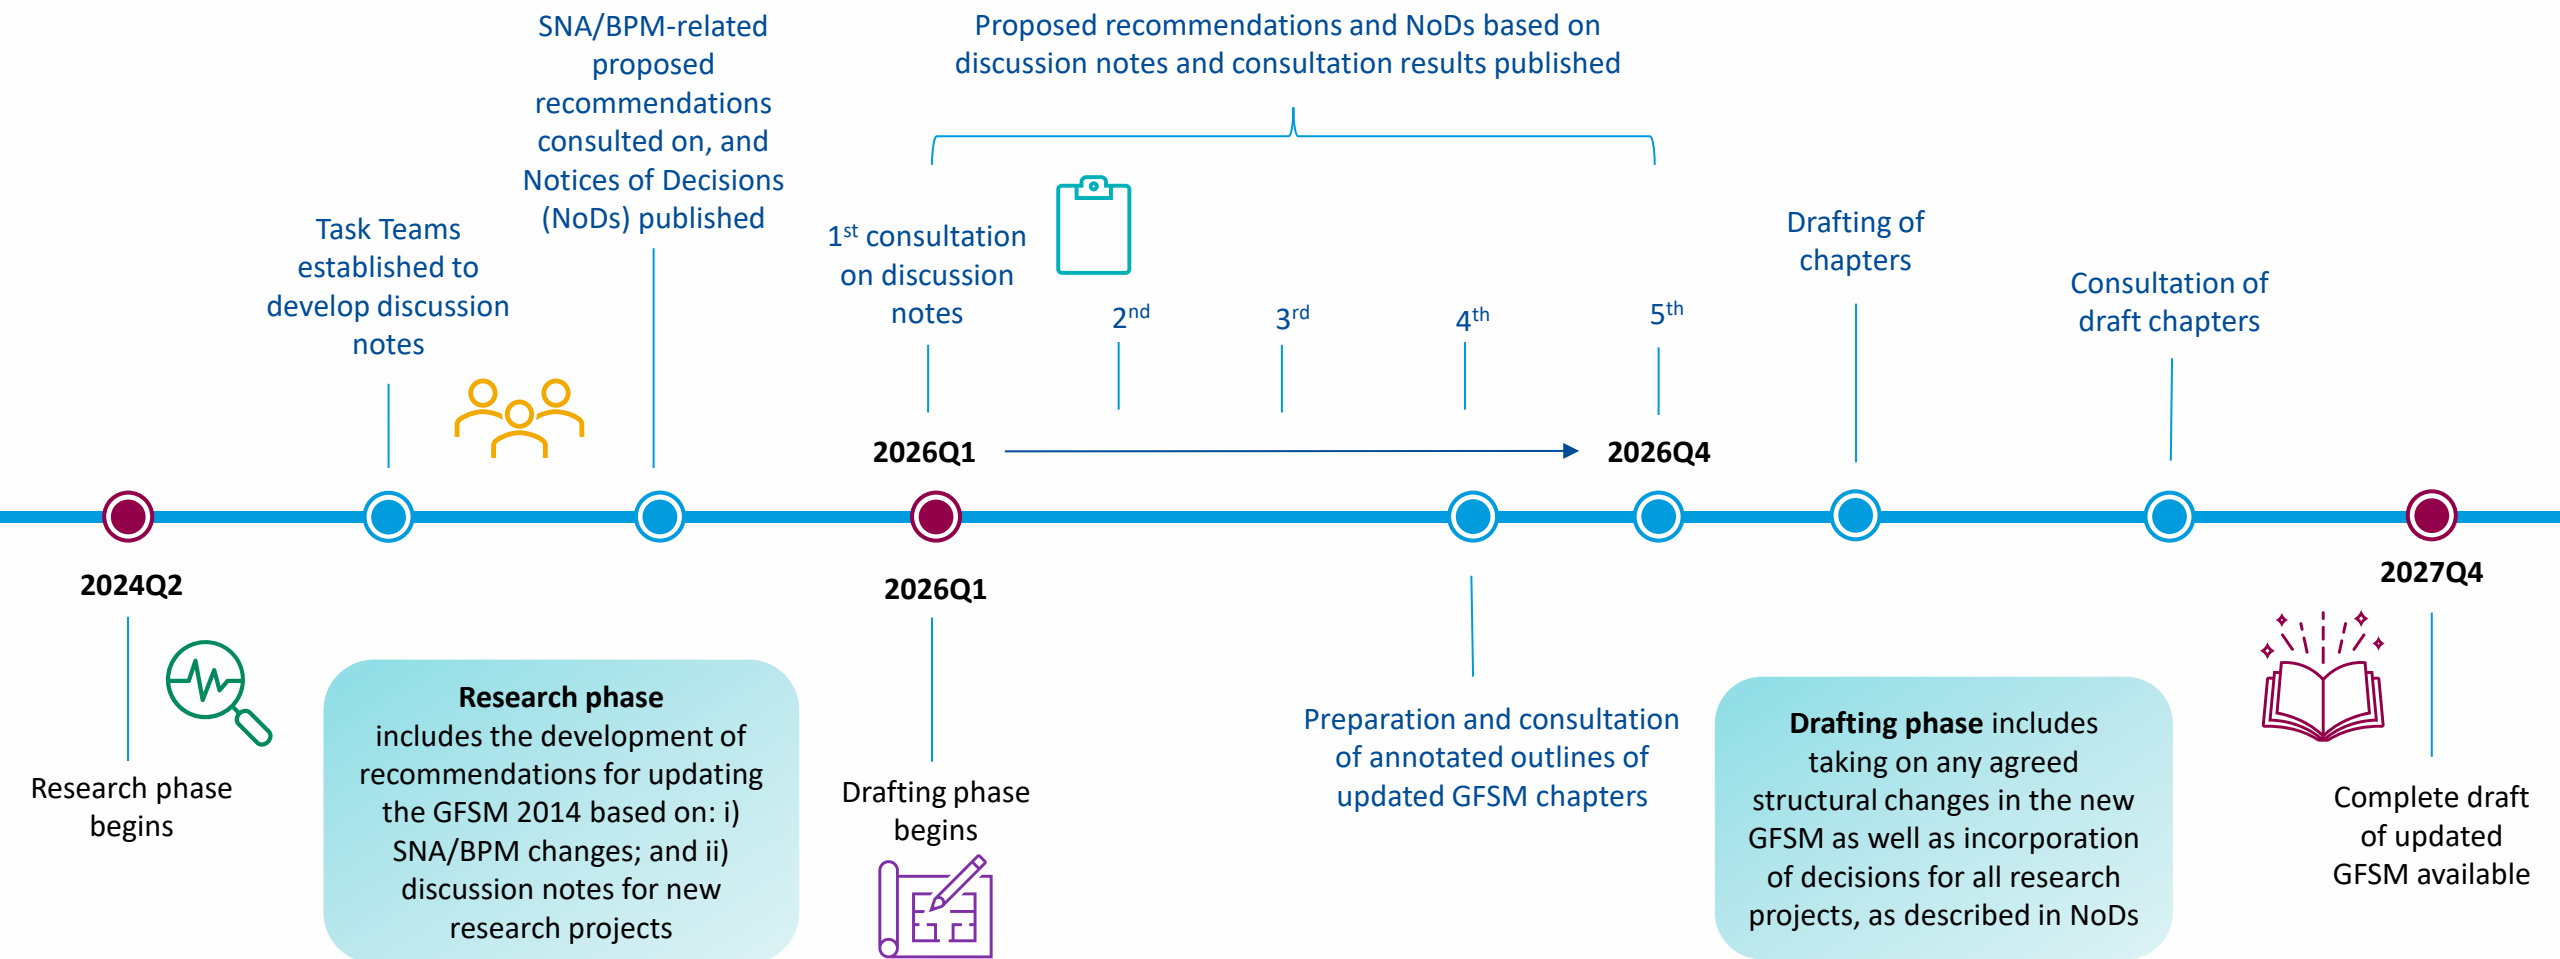 SNA/BPM-related
proposed
recommendations
consulted on, and
Notices of Decisions
(NoDs) published
Proposed recommendations and NoDs based on
discussion notes and consultation results published
Task Teams
established to
develop discussion
notes
1st consultation
on discussion
notes
2nd
3rd
4th
5th
Drafting of
chapters
Consultation of
draft chapters
2026Q1
2026Q4
2024Q2
2026Q1
2027Q4
Research phase
begins
Research phase
includes the development of
recommendations for updating
the GFSM 2014 based on: i)
SNA/BPM changes; and ii)
discussion notes for new
research projects
Drafting phase
begins
Preparation and consultation
of annotated outlines of
updated GFSM chapters
Drafting phase includes
taking on any agreed
structural changes in the new
GFSM as well as incorporation
of decisions for all research
projects, as described in NoDs
Complete draft
of updated
GFSM available